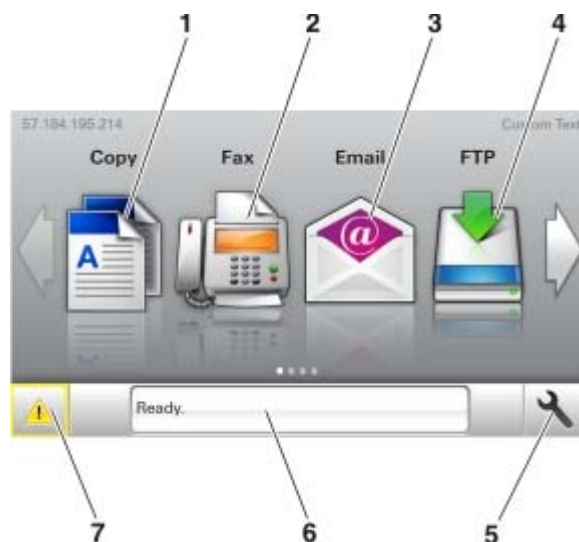 1 2 3 4
57.184.195.214 Custom Text
Copy Fax Email FTP
A @
Ready.
7 6 5